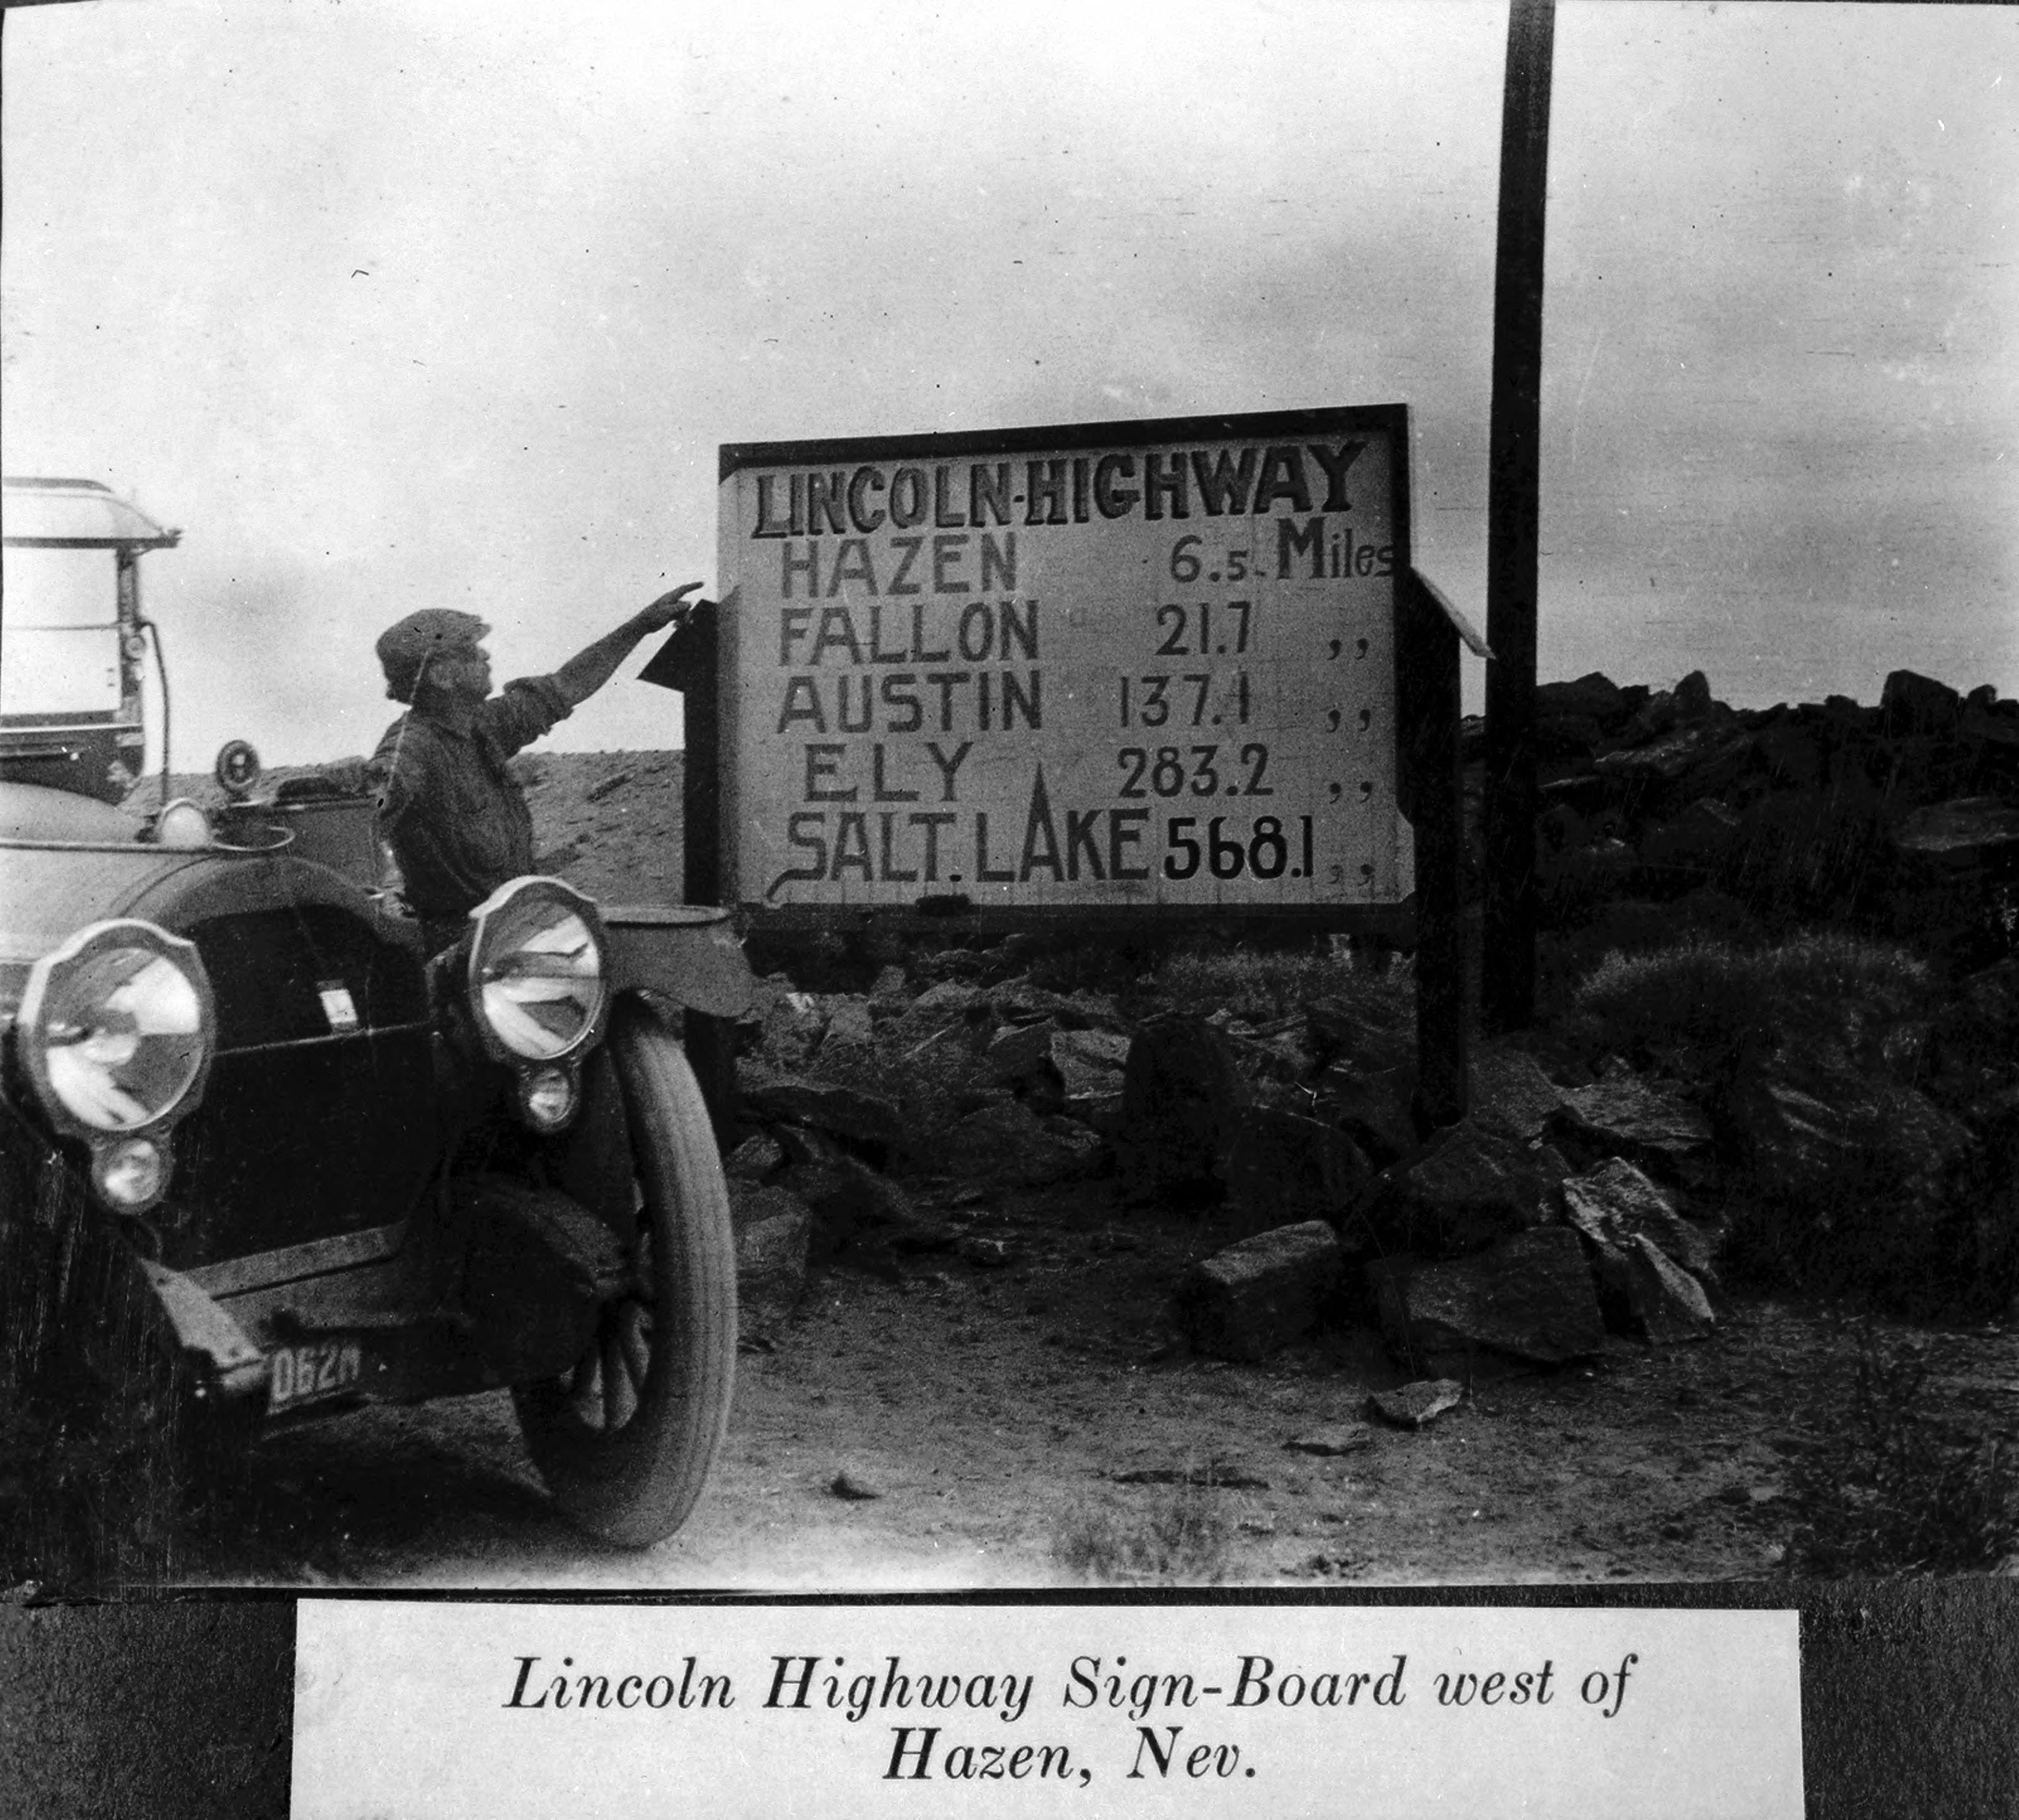 LINCOLN-HIGHWAY
HAZEN 6.5 Miles
FALLON 21.7 ,,
AUSTIN 137.1 ,,
ELY 283.2 ,,
SALT. LAKE 568.1 ,,
062M
Lincoln Highway Sign-Board west of
Hazen, Nev.